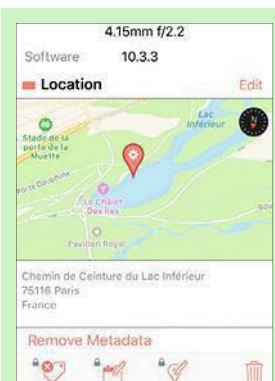 4.15mm f/2.2
Software 10.3.3
Location Edit
Lac
Inférieur
Stade de la
porte de la
Muette
Porte Dauphine
Le Chalet
Des Îles
Pavillon Royal
Chemin de Ceinture du Lac Inférieur
75116 Paris
France
Remove Metadata